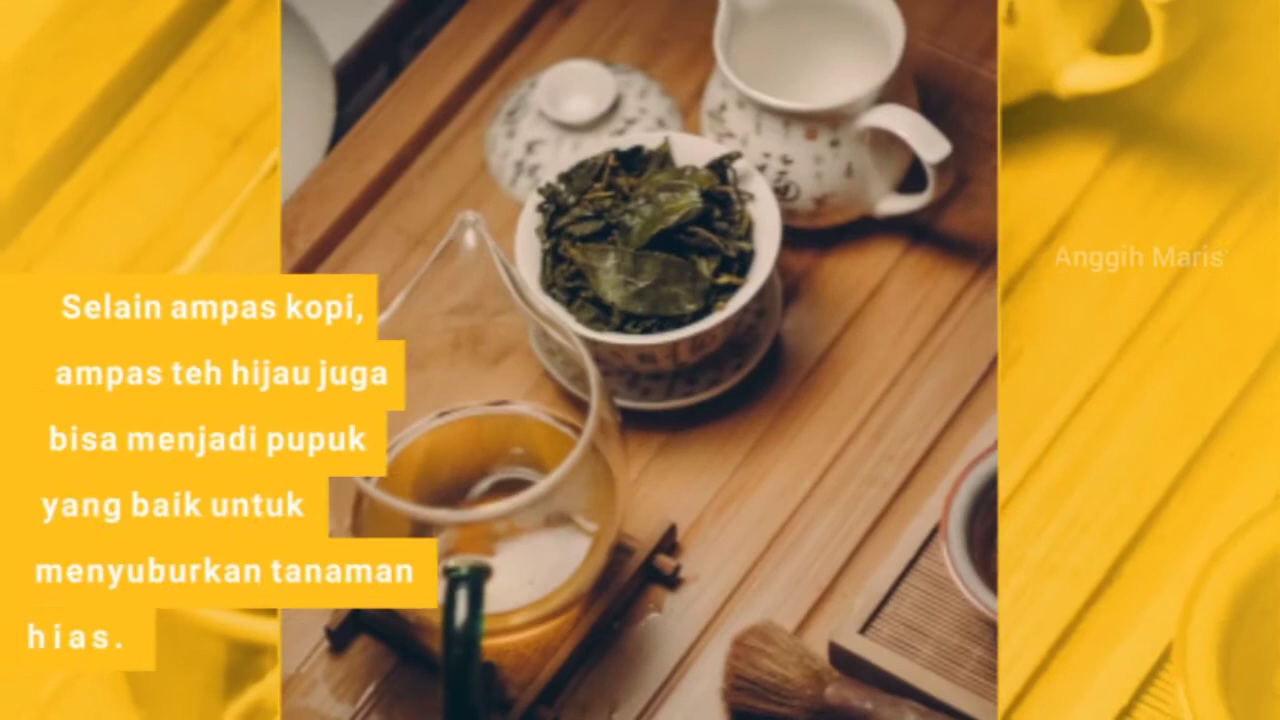 Selain ampas kopi,
ampas teh hijau juga
bisa menjadi pupuk
yang baik untuk
menyuburkan tanaman
hias.
Anggih Maris